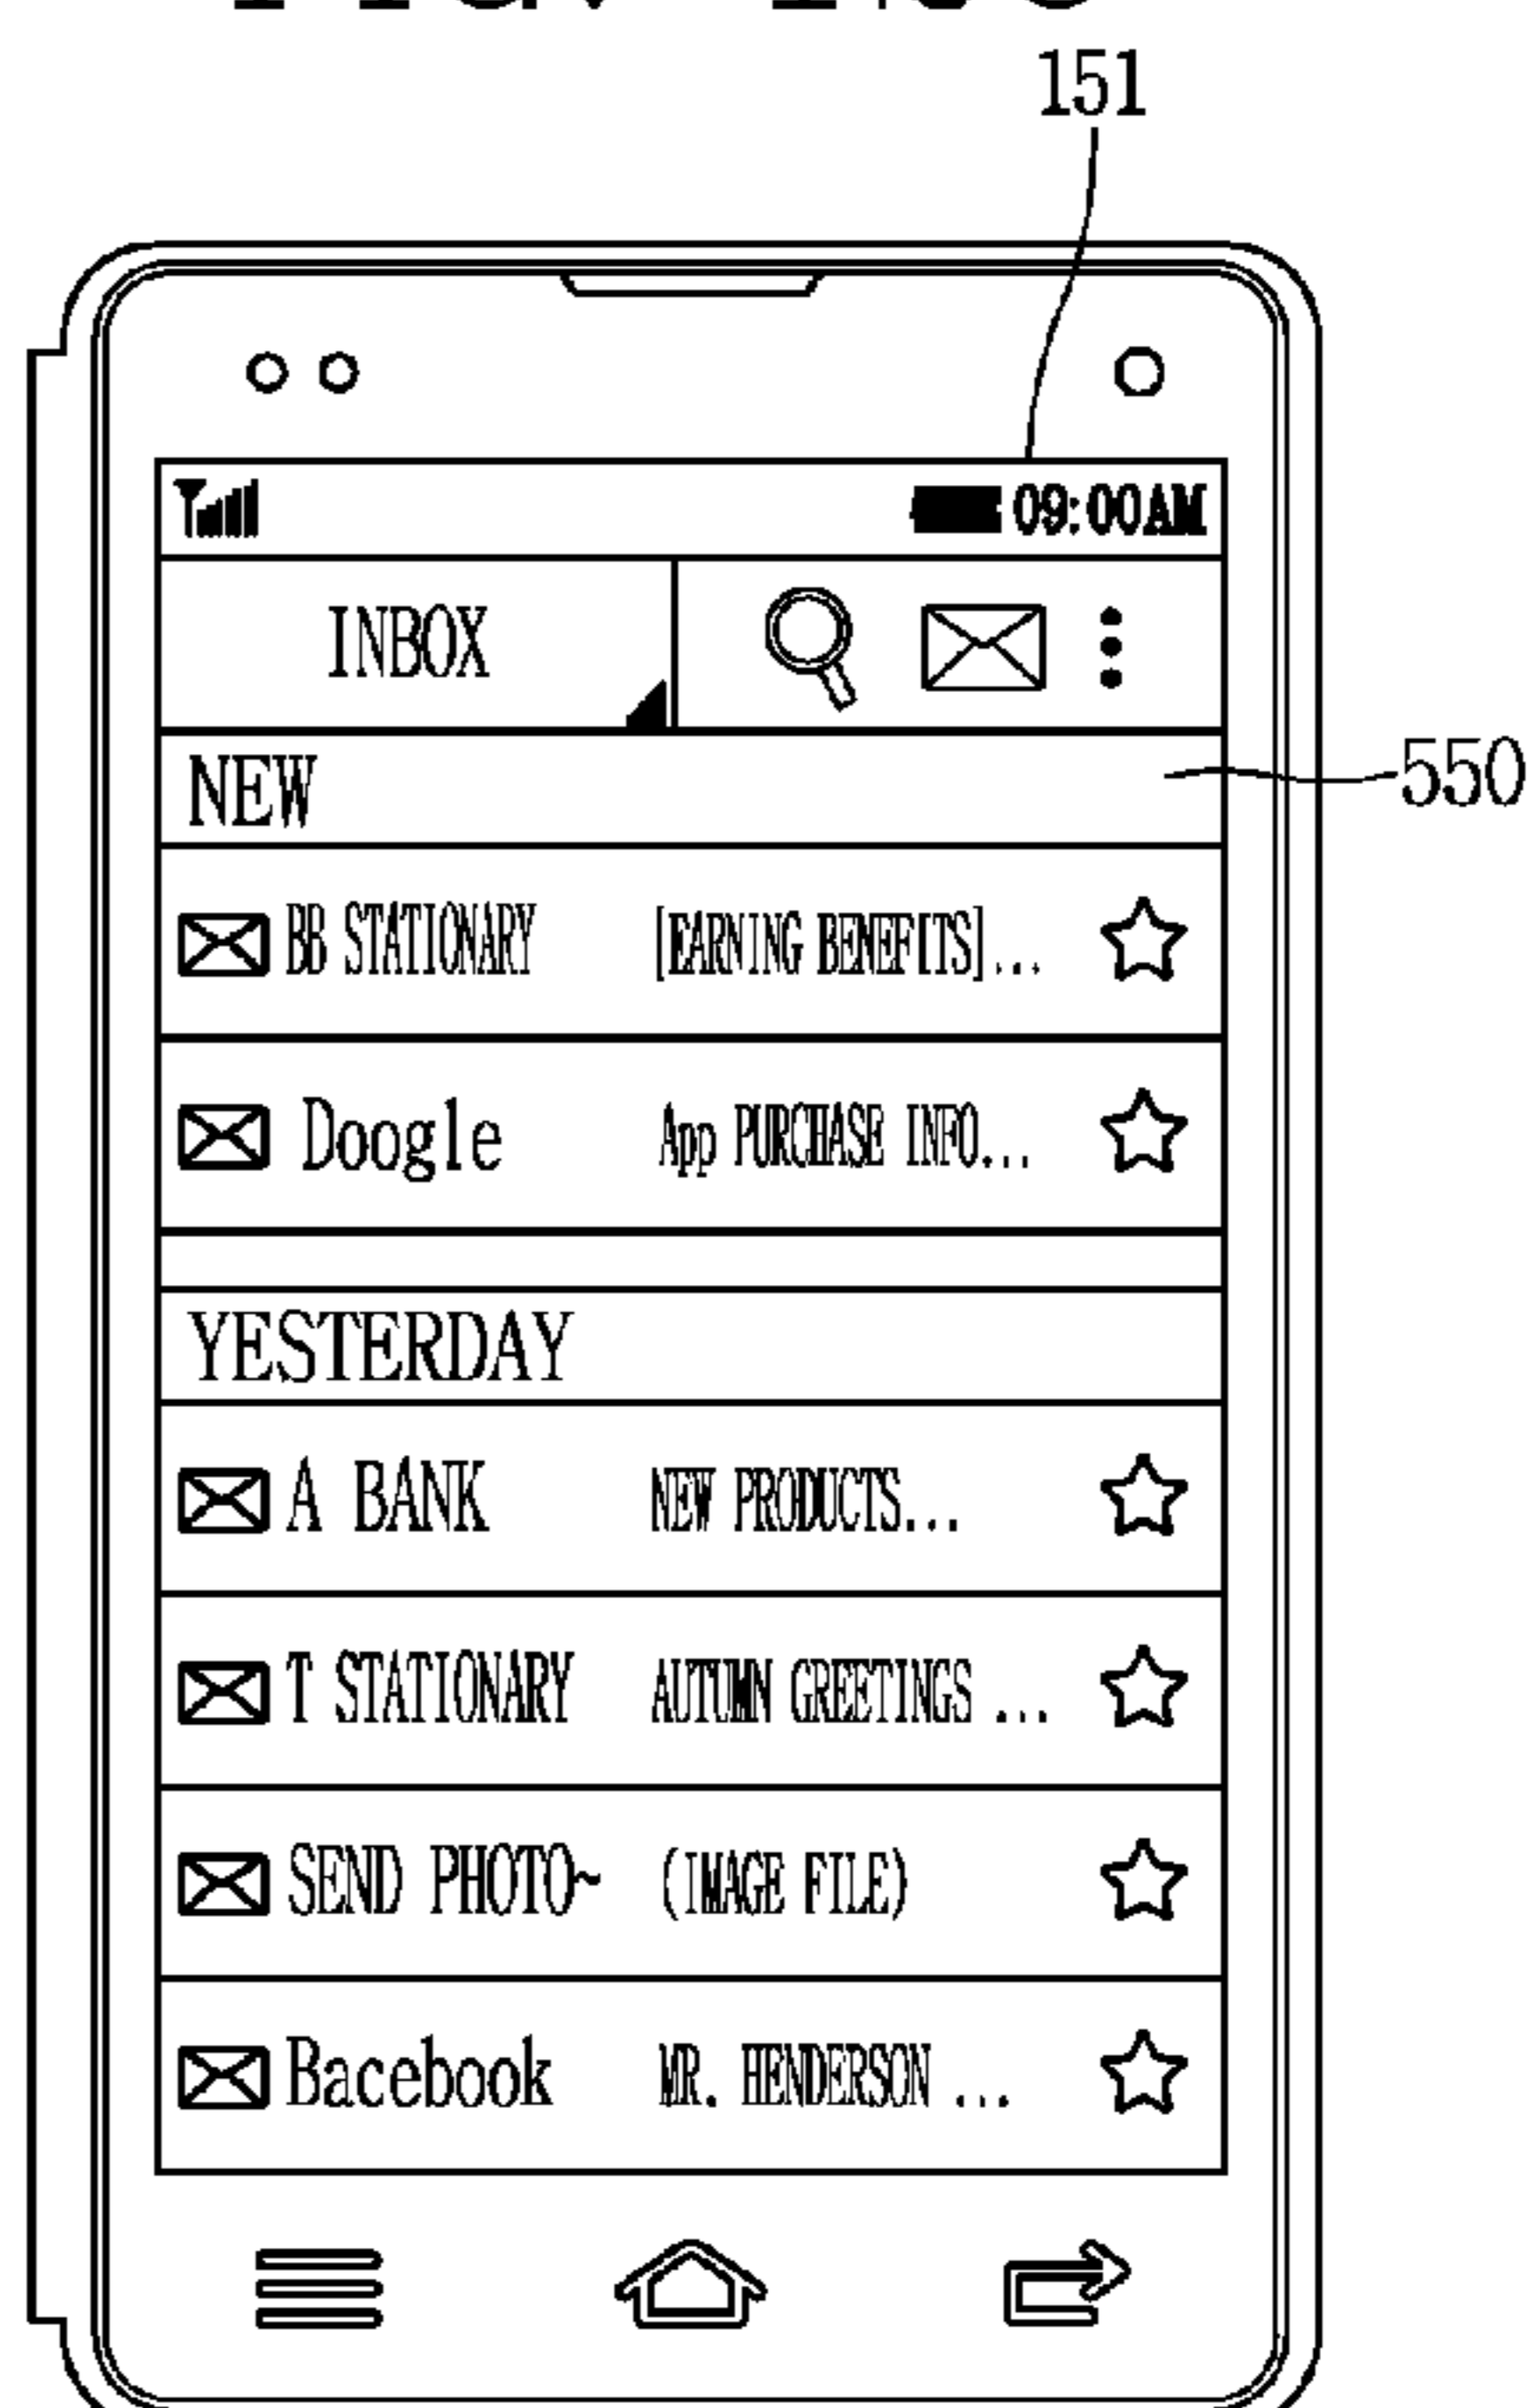 151
09:00AM
INBOX
NEW
550
BB STATIONARY [EARNING BENEFITS]...
Doogle App PURCHASE INFO...
YESTERDAY
A BANK NEW PRODUCTS...
T STATIONARY AUTUMN GREETINGS ...
SEND PHOTO~ (IMAGE FILE)
Bacebook MR. HENDERSON ...